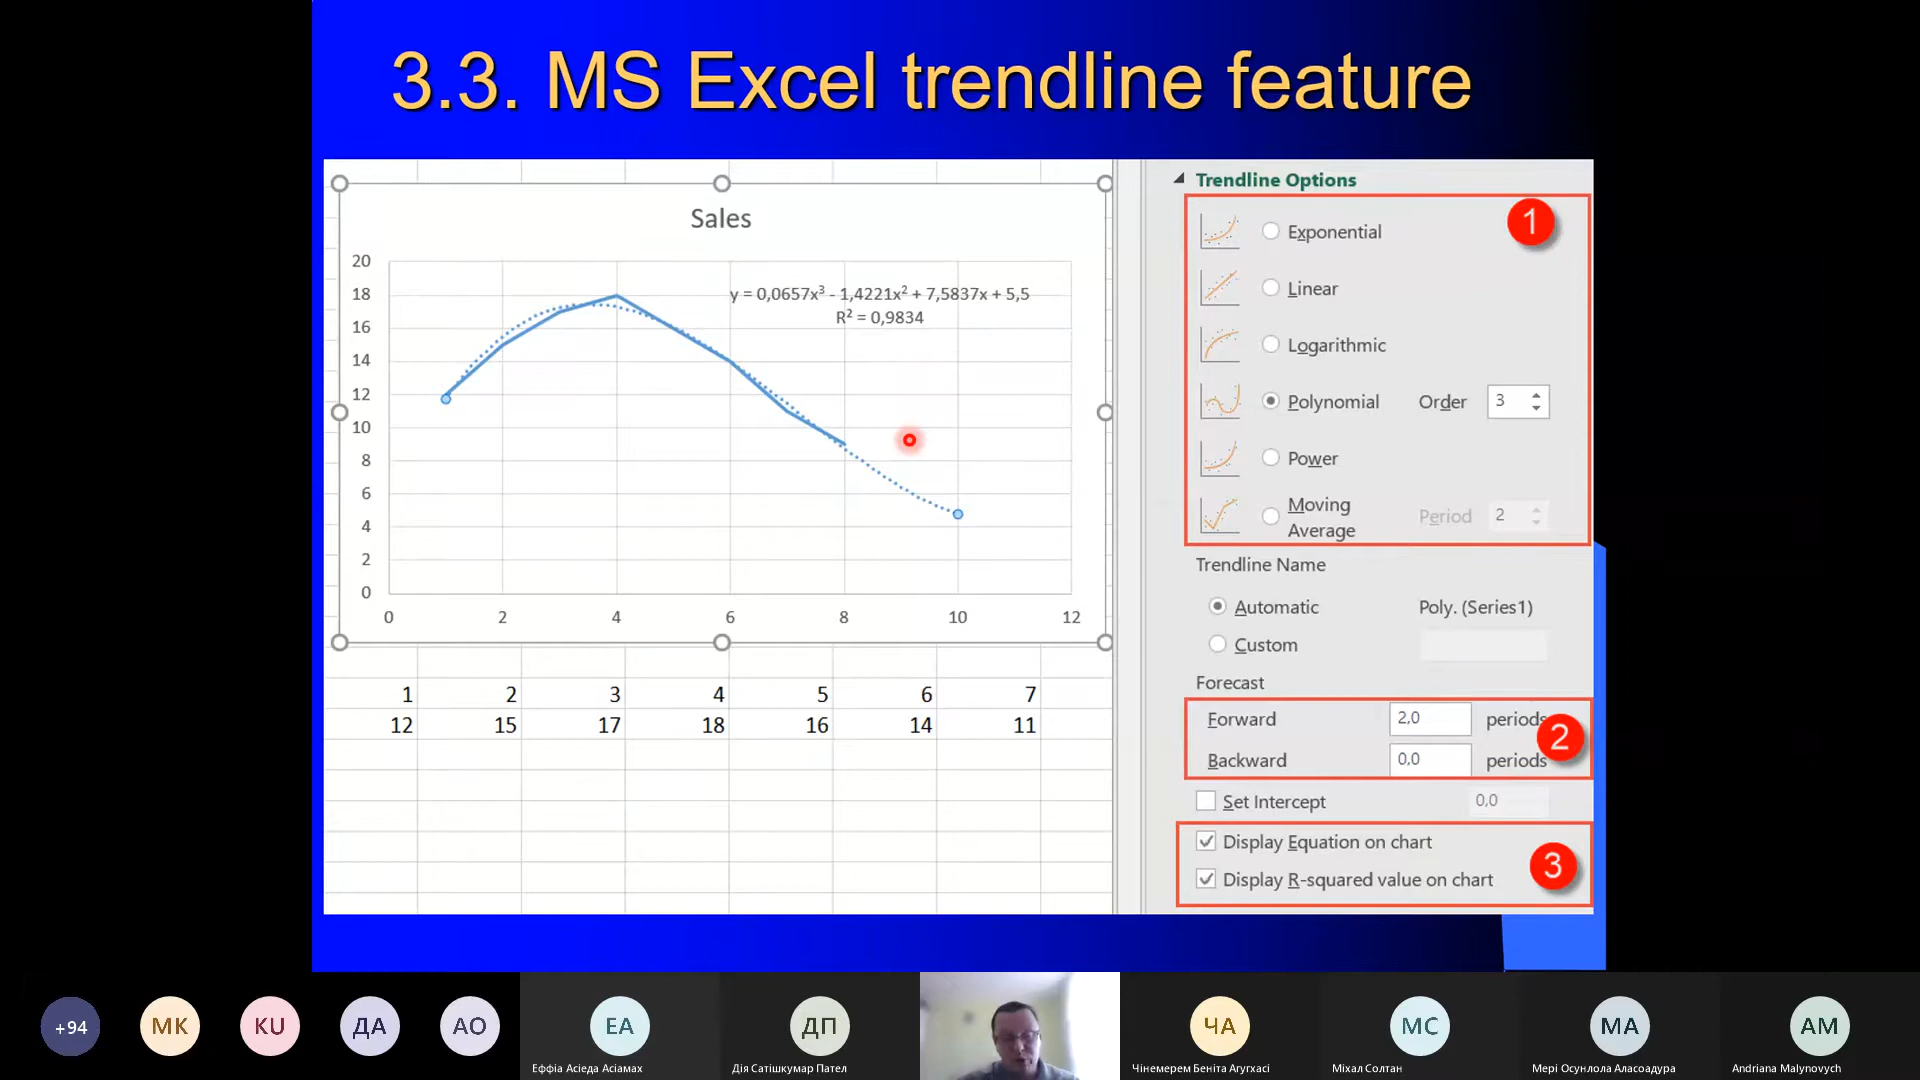 3.3. MS Excel trendline feature
Sales
20
18
16
14
12
10
8
6
4
2
0
y = 0,0657x³ - 1,4221x² + 7,5837x + 5,5
R² = 0,9834
0 2 4 6 8 10 12
1 2 3 4 5 6 7
12 15 17 18 16 14 11
Trendline Options
1
Exponential
Linear
Logarithmic
Polynomial Order 3
Power
Moving
Average Period 2
Trendline Name
Automatic Poly. (Series1)
Custom
Forecast
Forward 2,0 periods
2
Backward 0,0 periods
Set Intercept 0,0
Display Equation on chart
3
Display R-squared value on chart
+94 МК KU ДА АО ЕА ДП ЧА МС МА АМ
Еффіа Асіеда Асіамах Дія Сатішкумар Пател Чінемерем Беніта Агугхасі Міхал Солтан Мері Осунлола Аласоадура Andriana Malynovych